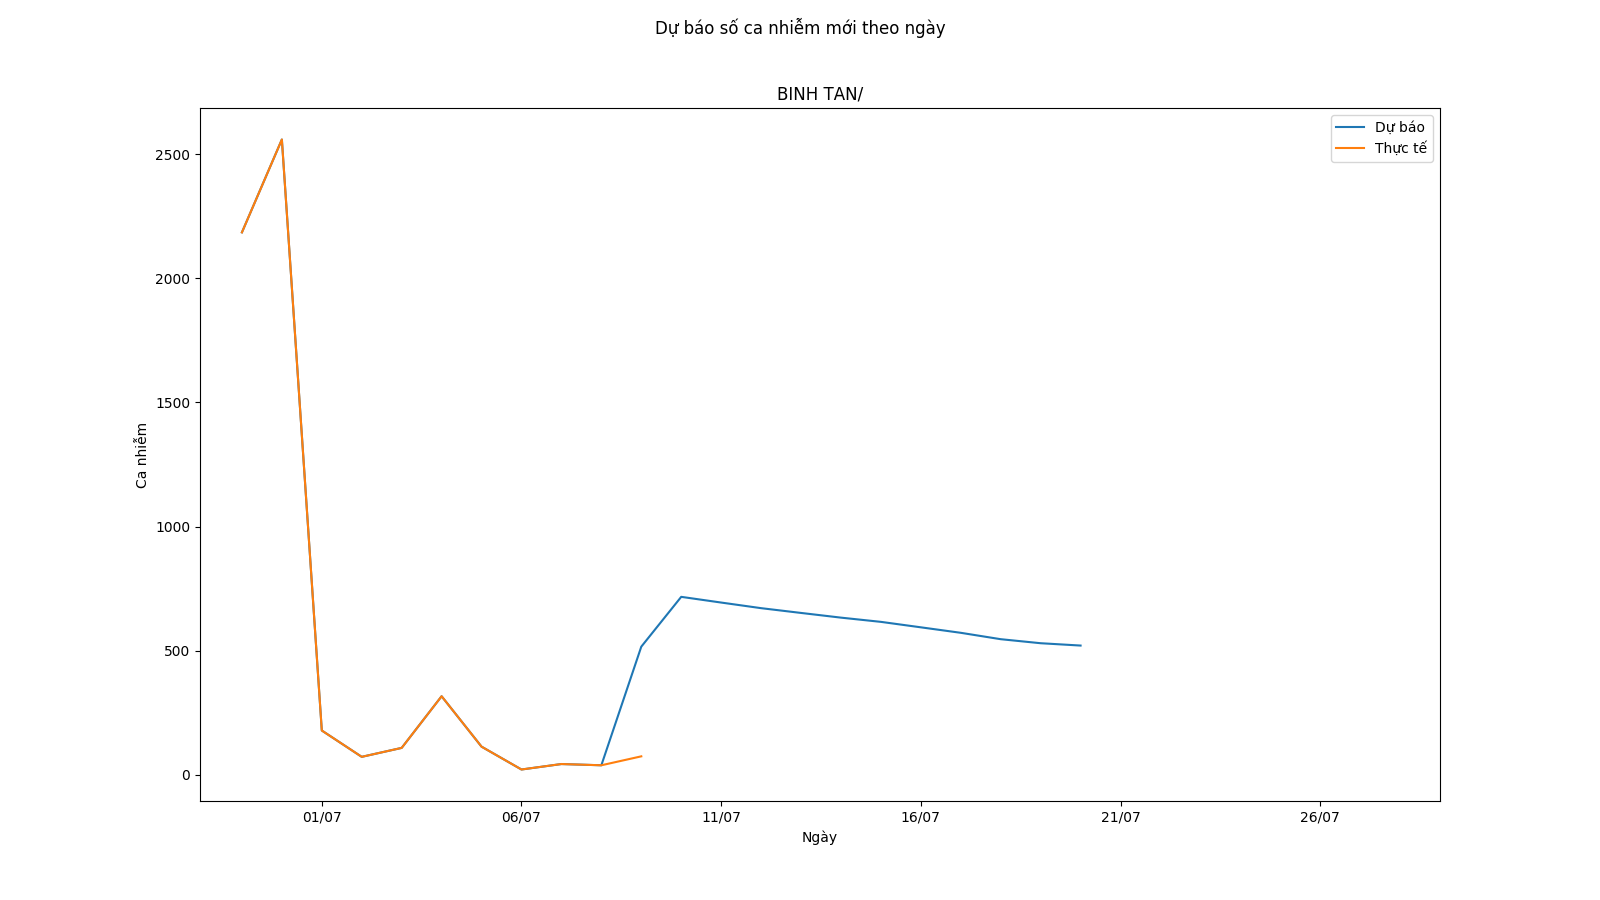 Dự báo số ca nhiễm mới theo ngày
BINH TAN/
Dự báo
Thực tế
2500
2000
1500
1000
500
0
Ca nhiễm
01/07
06/07
11/07
16/07
21/07
26/07
Ngày